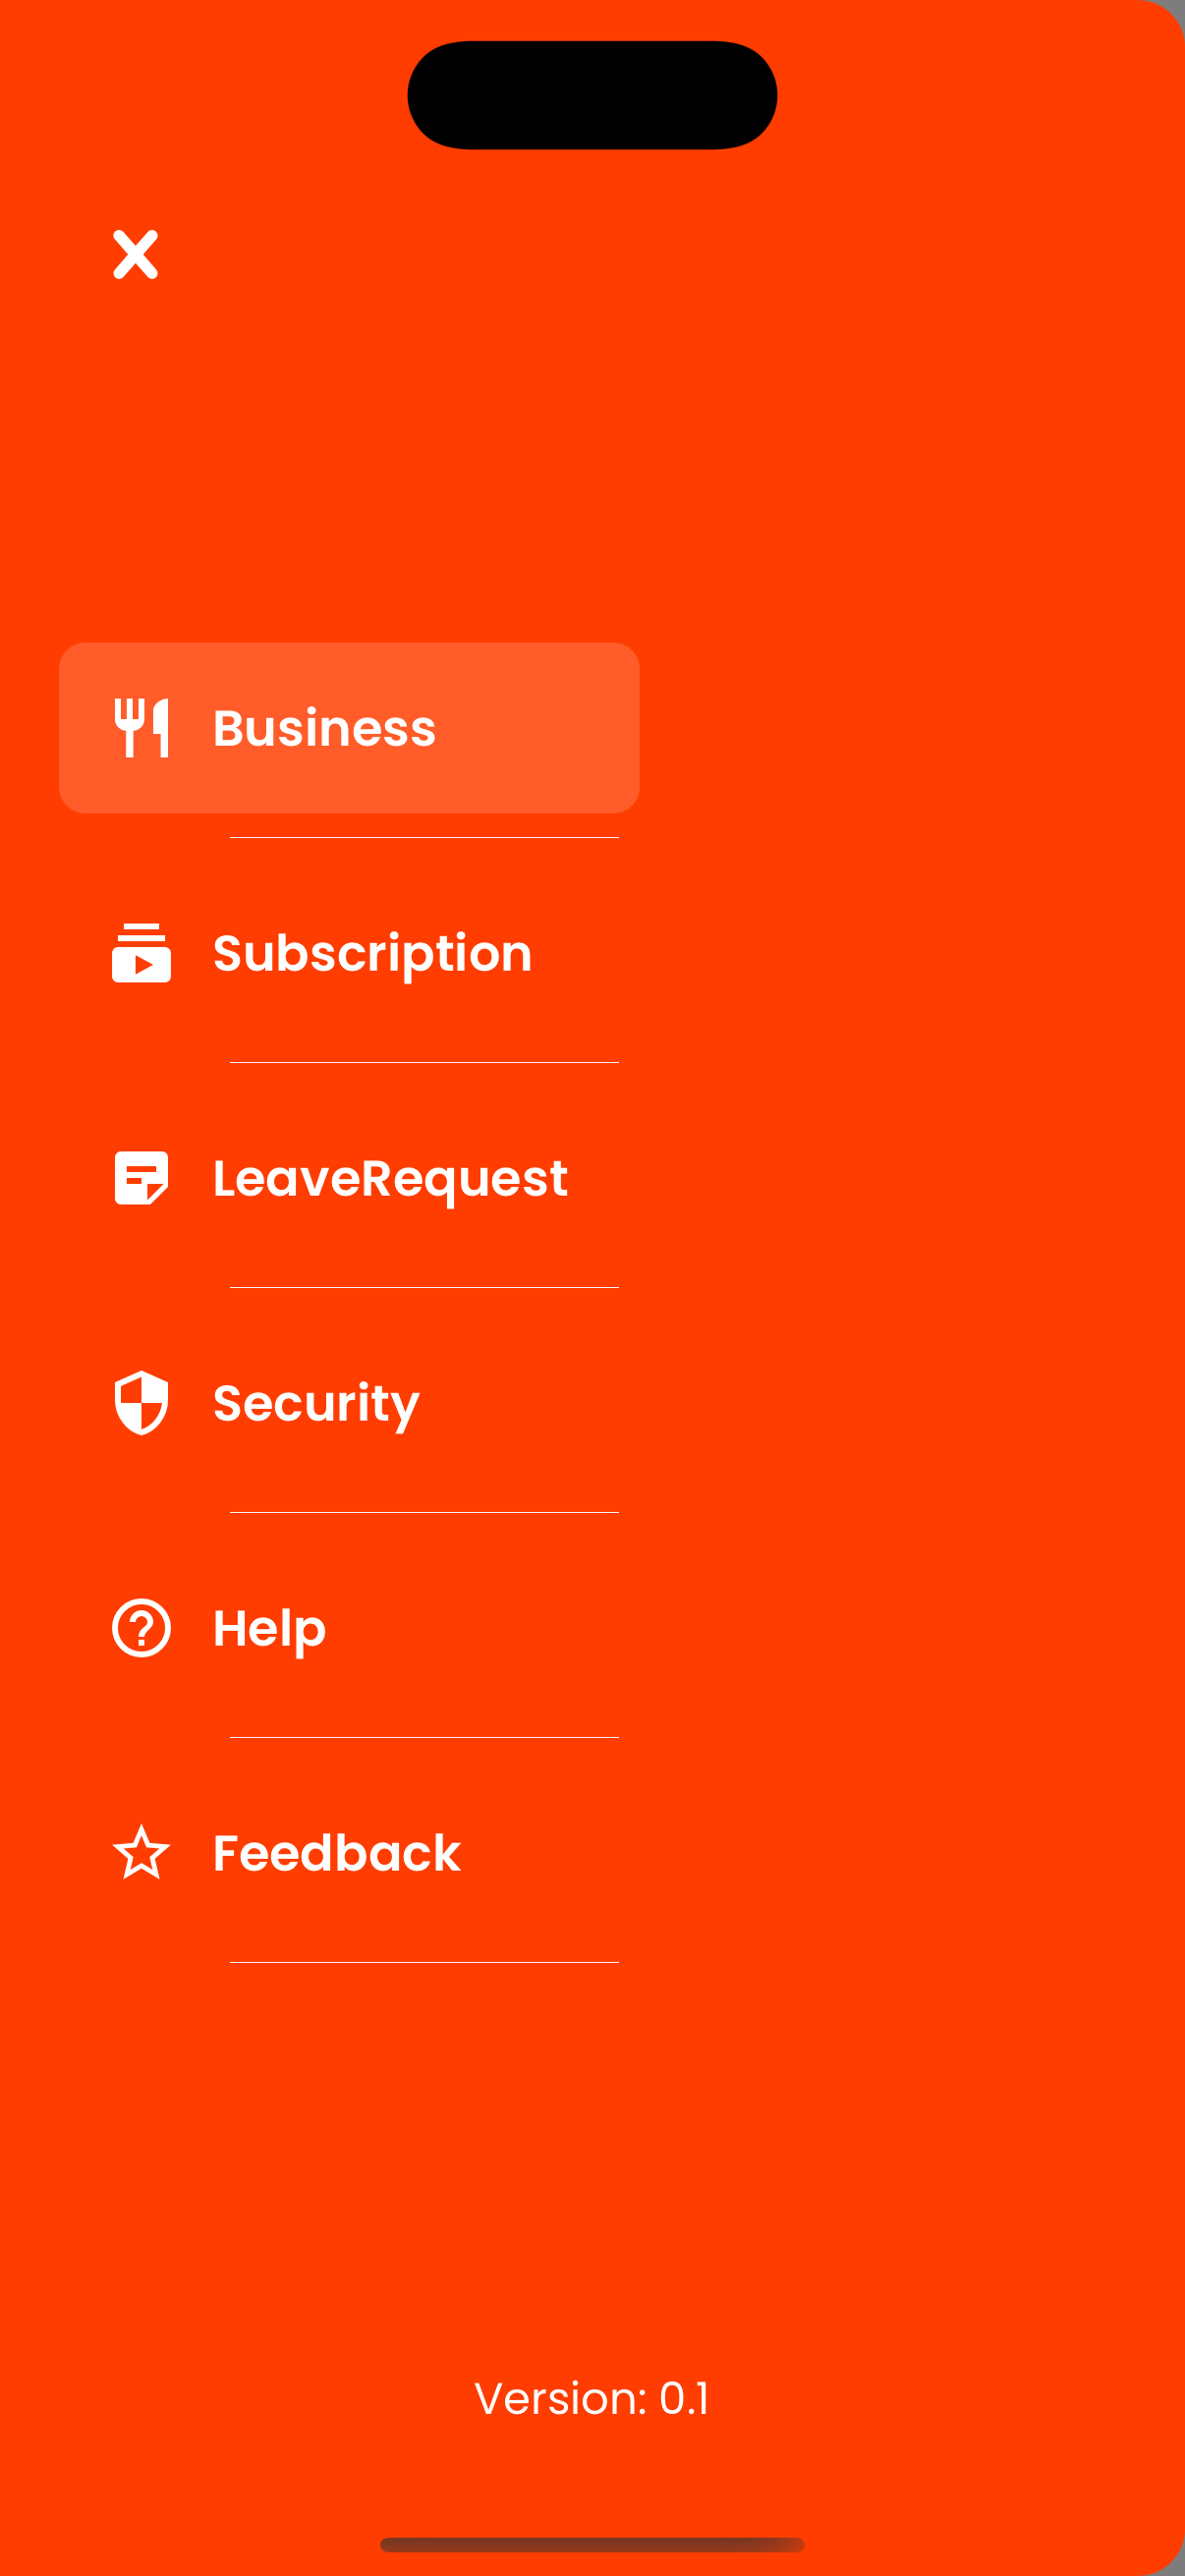 Business
Subscription
LeaveRequest
Security
Help
Feedback
Version: 0.1